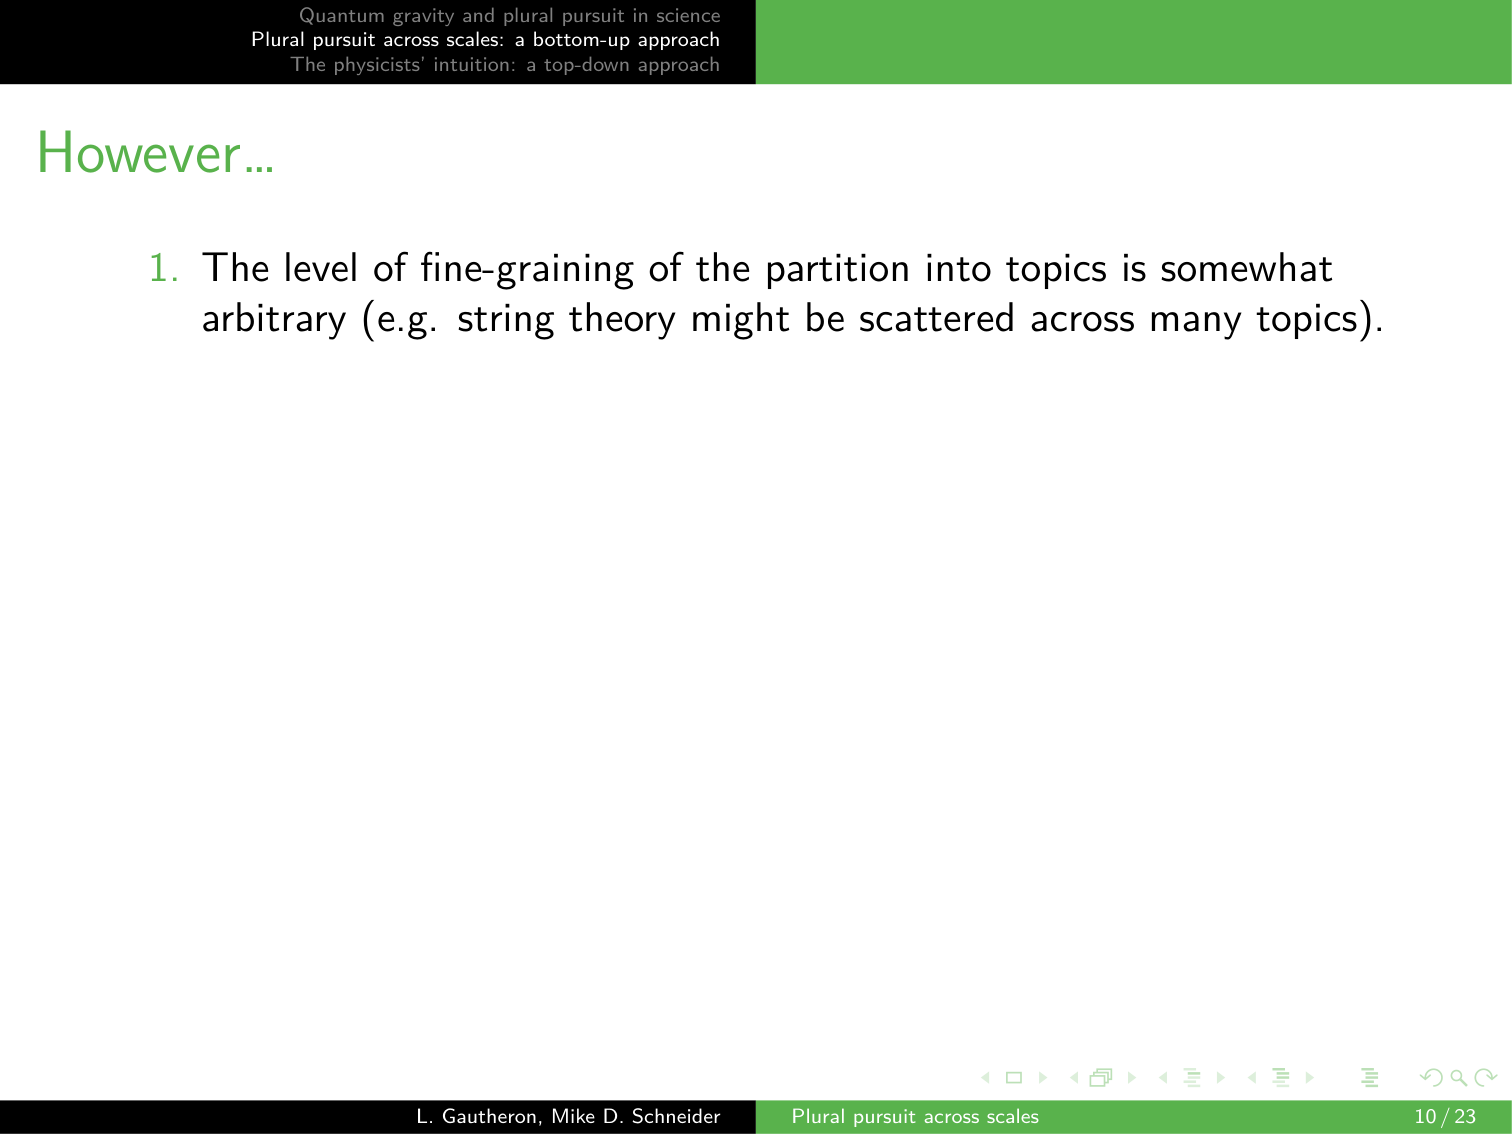 Quantum gravity and plural pursuit in science
Plural pursuit across scales: a bottom-up approach
The physicists' intuition: a top-down approach
However…
1. The level of fine-graining of the partition into topics is somewhat
arbitrary (e.g. string theory might be scattered across many topics).
L. Gautheron, Mike D. Schneider
Plural pursuit across scales
10 / 23